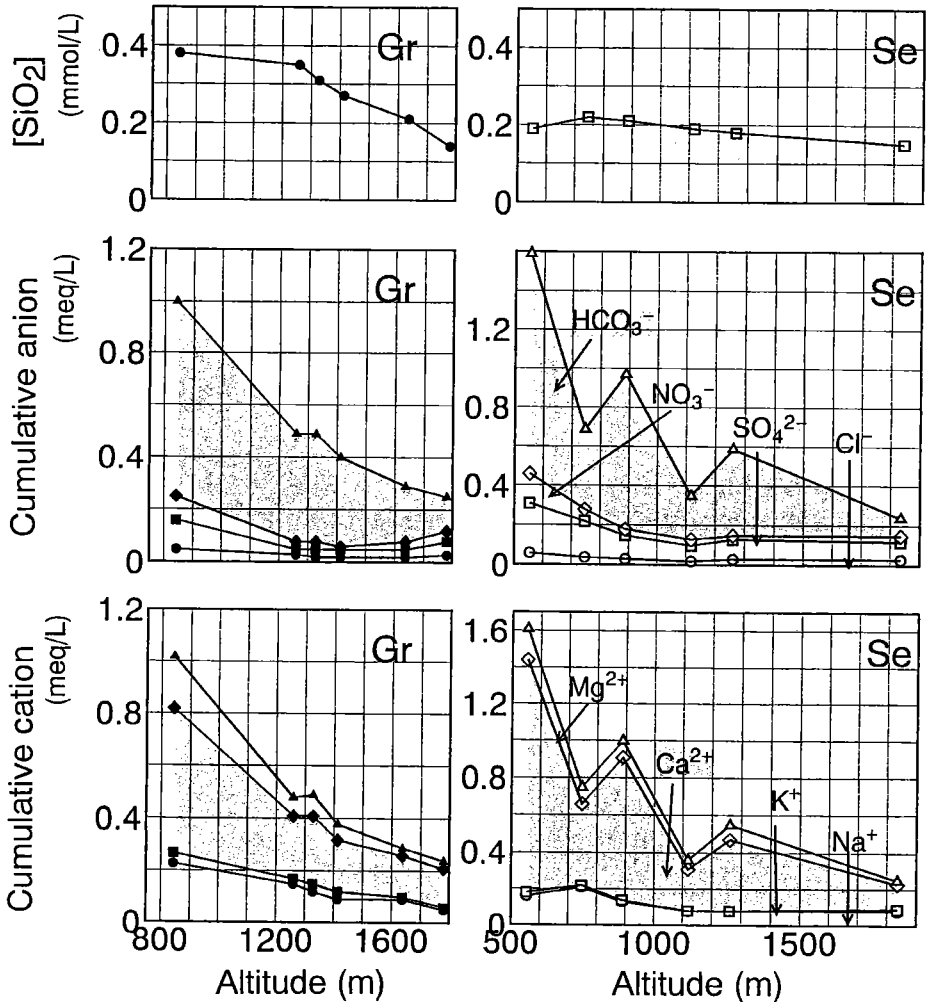 [SiO₂]
(mmol/L)
0.4
0.2
0
Gr
0.4
0.2
0
Se
Cumulative anion
(meq/L)
1.2
0.8
0.4
0
Gr
1.2
0.8
0.4
0
Se
HCO₃⁻
NO₃⁻
SO₄²⁻
Cl⁻
Cumulative cation
(meq/L)
1.2
0.8
0.4
0
Gr
800
1200
1600
Altitude (m)
1.6
1.2
0.8
0.4
0
Se
Mg²⁺
Ca²⁺
K⁺
Na⁺
500
1000
1500
Altitude (m)